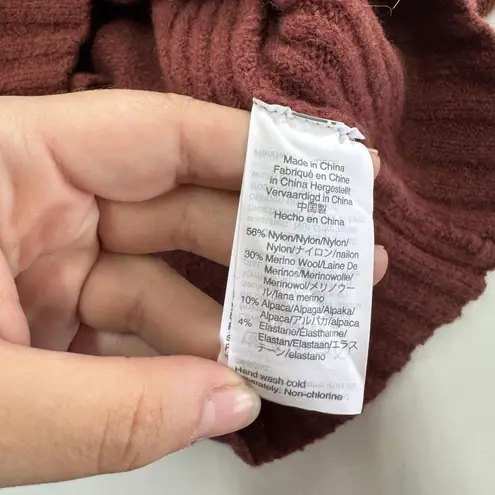 Made in China
Fabriqué en Chine
in China Hergestellt
Vervaardigd in China
中国製
Hecho en China
56% Nylon/Nylon/Nylon/
Nylon/ナイロン/nailon
30% Merino Wool/Laine De
Merinos/Merinowolle/
Merinowol/メリノウー
ル/lana merino
10% Alpaca/Alpaga/Alpaka/
Alpaca/アルパカ/alpaca
4% Elastane/Élasthanne/
Elastan/Elastaan/エラス
テーン/elastano
Hand wash cold
Non-chlorine